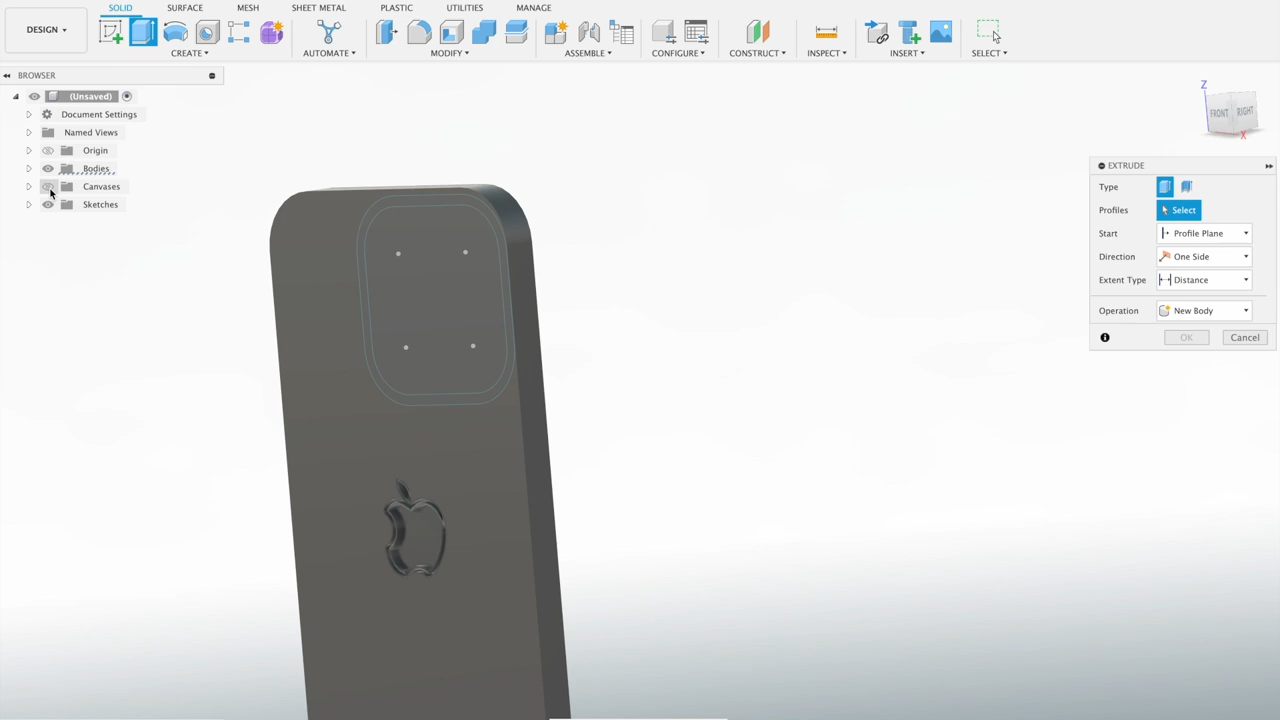 SOLID SURFACE MESH SHEET METAL PLASTIC UTILITIES MANAGE
DESIGN
CREATE AUTOMATE MODIFY ASSEMBLE CONFIGURE CONSTRUCT INSPECT INSERT SELECT
BROWSER
(Unsaved)
Document Settings
Named Views
Origin
Bodies
Canvases
Sketches
Z
FRONT RIGHT
X
EXTRUDE
Type
Profiles Select
Start Profile Plane
Direction One Side
Extent Type Distance
Operation New Body
OK Cancel